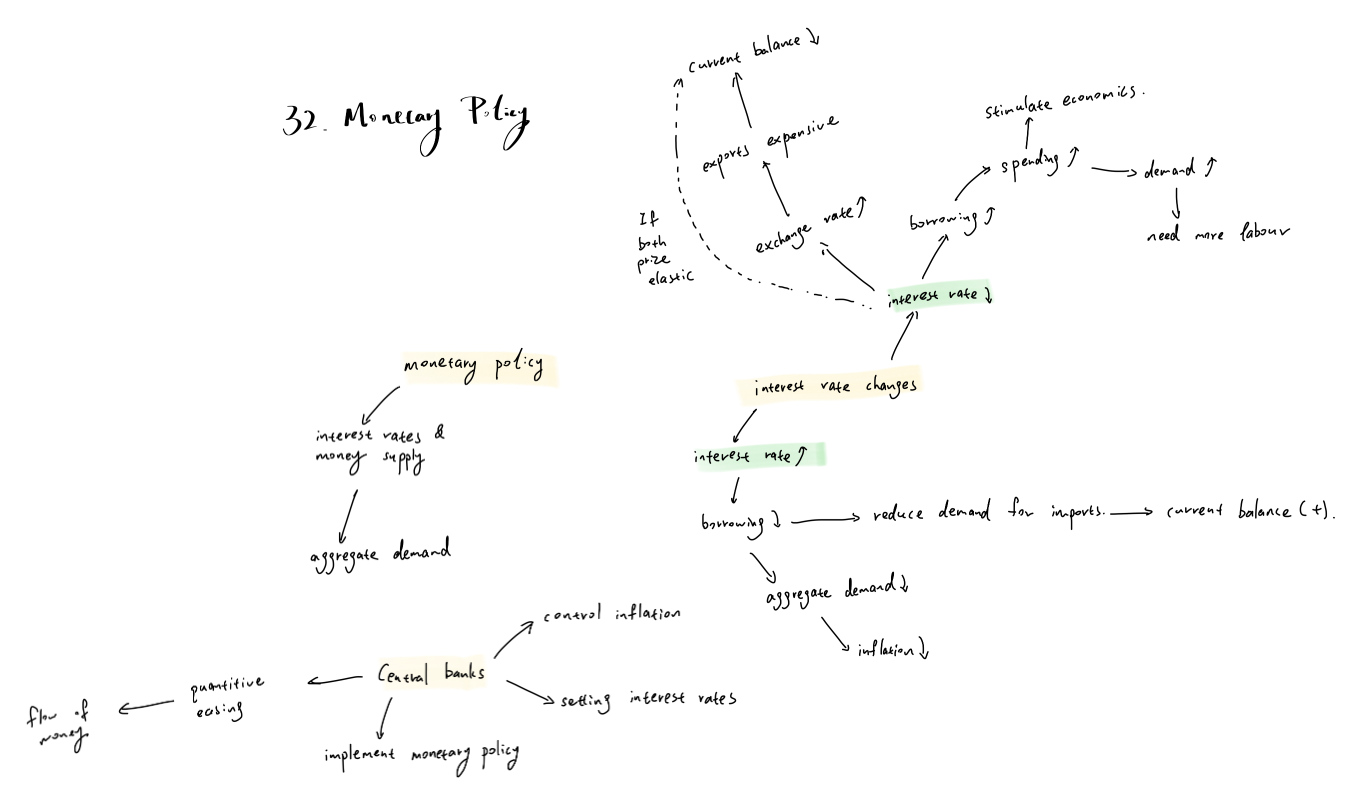 32. Monetary Policy
current balance ↓
exports expensive
exchange rate ↑
If
both
prize
elastic
stimulate economics.
spending ↑
demand ↑
need more labour
borrowing ↑
interest rate ↓
interest rate changes
interest rate ↑
borrowing ↓
reduce demand for imports.
current balance (+).
aggregate demand ↓
inflation ↓
monetary policy
interest rates &
money supply
aggregate demand
Central banks
control inflation
setting interest rates
implement monetary policy
quantitive
easing
flow of
money